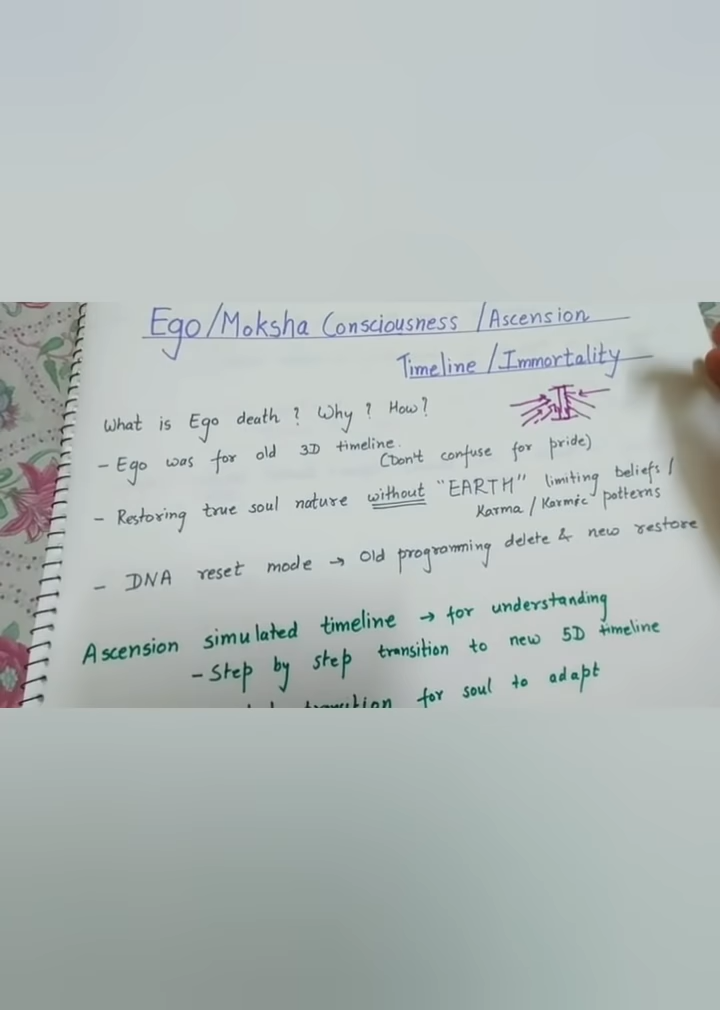 Ego/Moksha Consciousness /Ascension
Timeline /Immortality
What is Ego death ? Why ? How?
- Ego was for old 3D timeline.
(Don't confuse for pride)
- Restoring true soul nature without "EARTH" limiting beliefs /
Karma / Karmic patterns
- DNA reset mode → Old programming delete & new restore
Ascension simulated timeline → for understanding
- Step by step transition to new 5D timeline
transition for soul to adapt